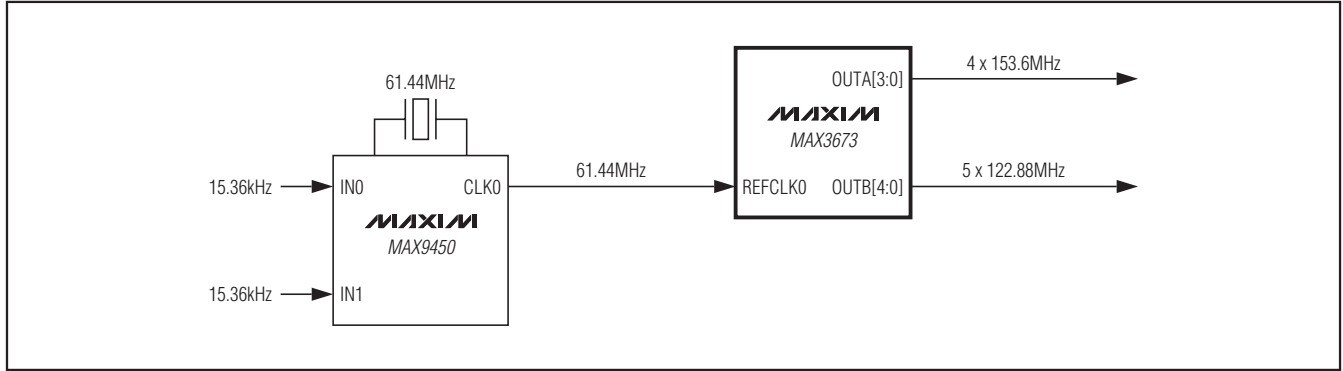 61.44MHz
15.36kHz
IN0
CLK0
MAXIM
MAX9450
15.36kHz
IN1
61.44MHz
OUTA[3:0]
4 x 153.6MHz
MAXIM
MAX3673
REFCLK0
OUTB[4:0]
5 x 122.88MHz